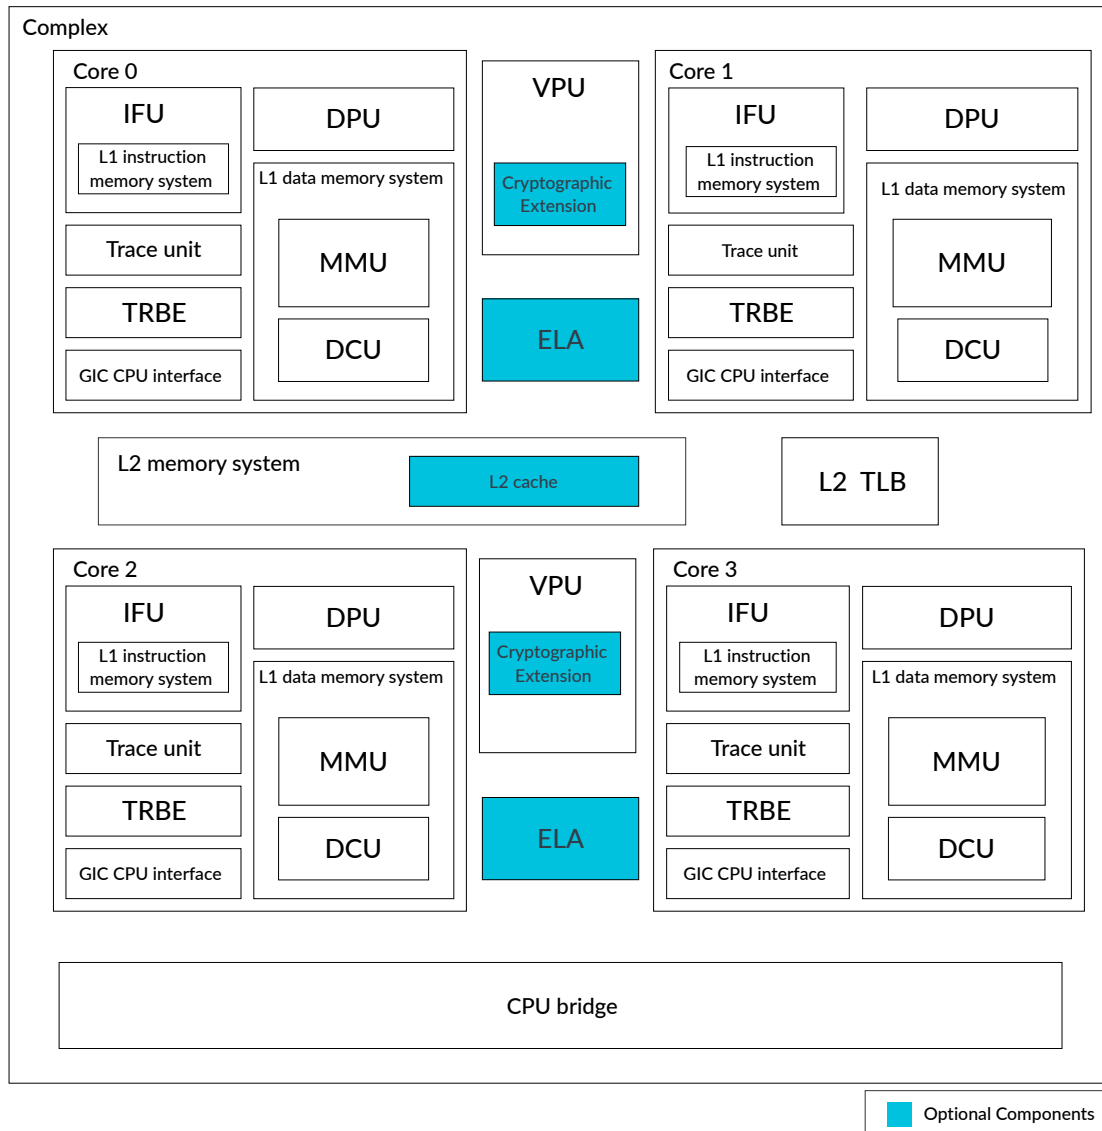 Complex
Core 0
IFU
L1 instruction
memory system
DPU
L1 data memory system
MMU
DCU
Trace unit
TRBE
GIC CPU interface
VPU
Cryptographic
Extension
ELA
Core 1
IFU
L1 instruction
memory system
DPU
L1 data memory system
MMU
DCU
Trace unit
TRBE
GIC CPU interface
L2 memory system
L2 cache
L2 TLB
Core 2
IFU
L1 instruction
memory system
DPU
L1 data memory system
MMU
DCU
Trace unit
TRBE
GIC CPU interface
VPU
Cryptographic
Extension
ELA
Core 3
IFU
L1 instruction
memory system
DPU
L1 data memory system
MMU
DCU
Trace unit
TRBE
GIC CPU interface
CPU bridge
Optional Components